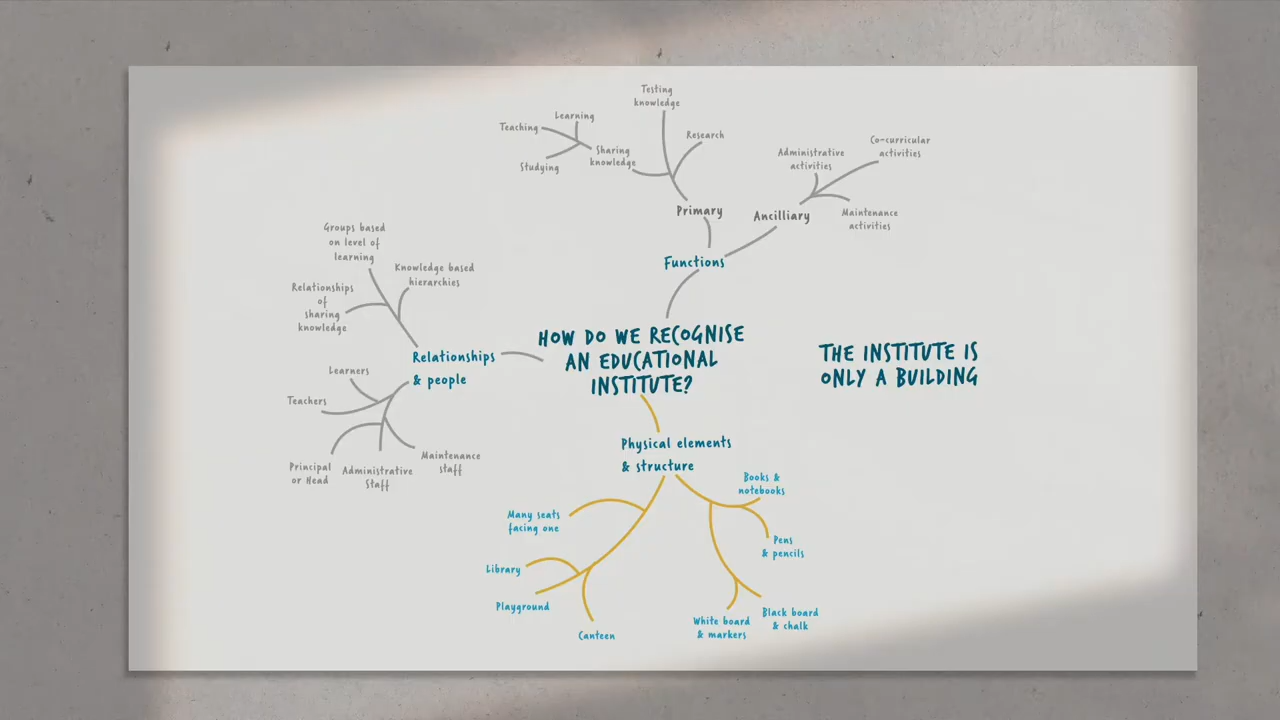 Testing
knowledge
Learning
Teaching
Studying
Sharing
knowledge
Research
Primary
Administrative
activities
Co-curricular
activities
Ancilliary
Maintenance
activities
Functions
Groups based
on level of
learning
Knowledge based
hierarchies
Relationships
of
sharing
knowledge
Relationships
& people
Learners
Teachers
Principal
or Head
Administrative
Staff
Maintenance
staff
HOW DO WE RECOGNISE
AN EDUCATIONAL
INSTITUTE?
THE INSTITUTE IS
ONLY A BUILDING
Physical elements
& structure
Many seats
facing one
Library
Playground
Canteen
Books &
notebooks
Pens
& pencils
White board
& markers
Black board
& chalk